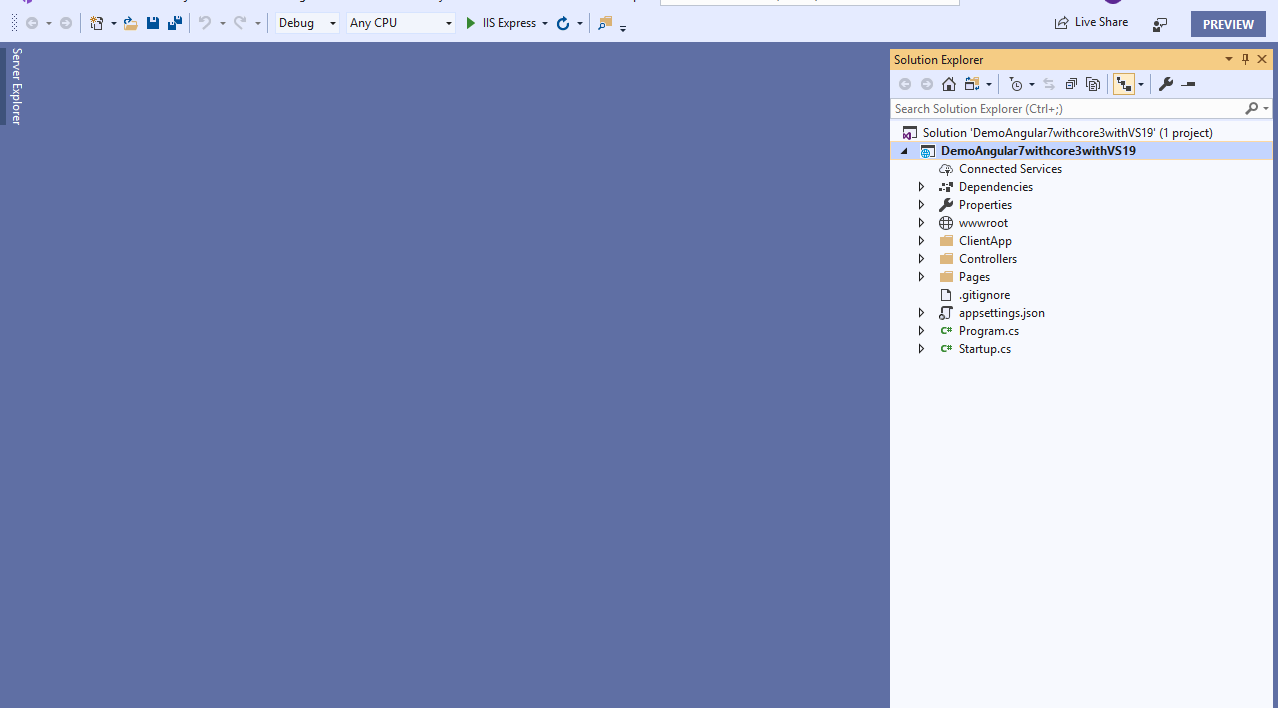 Debug
Any CPU
IIS Express
Live Share
PREVIEW
Server Explorer
Solution Explorer
Search Solution Explorer (Ctrl+;)
Solution 'DemoAngular7withcore3withVS19' (1 project)
DemoAngular7withcore3withVS19
Connected Services
Dependencies
Properties
wwwroot
ClientApp
Controllers
Pages
.gitignore
appsettings.json
C# Program.cs
C# Startup.cs